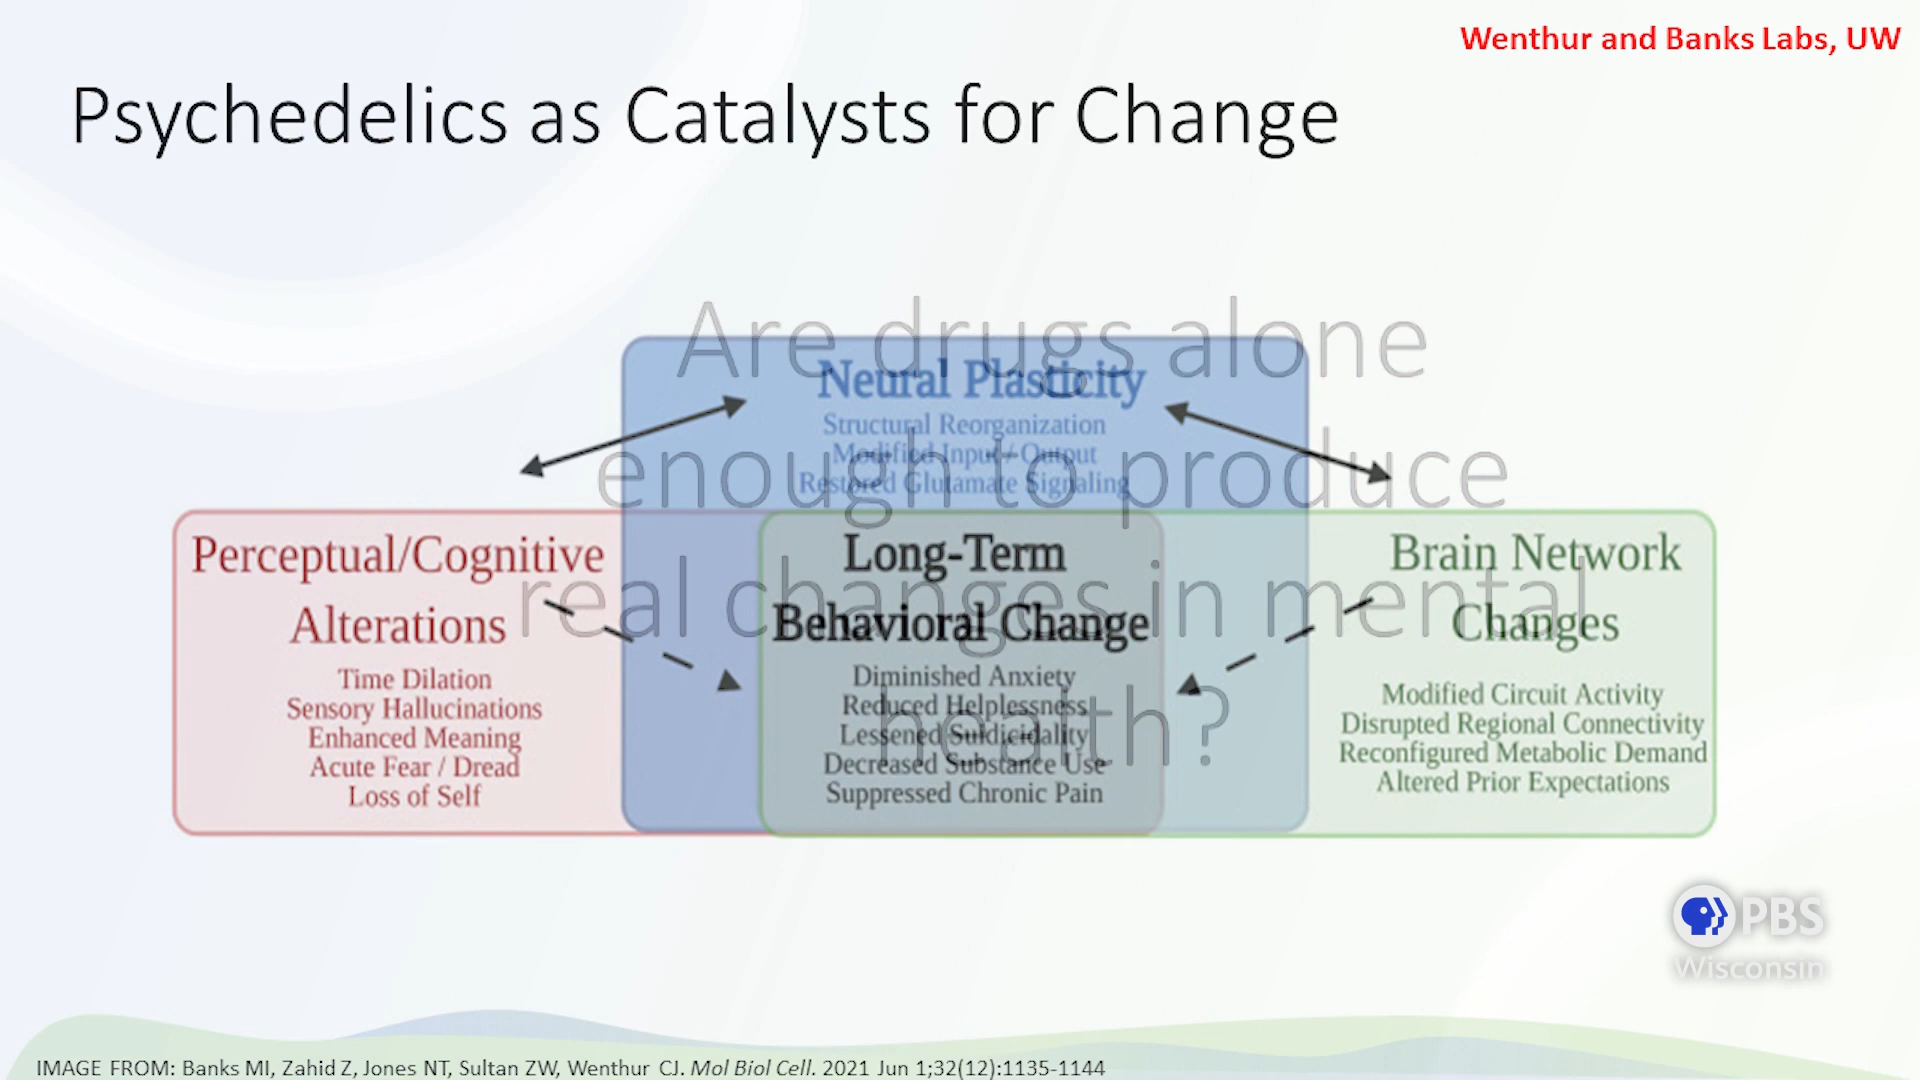 Wenthur and Banks Labs, UW
Psychedelics as Catalysts for Change
Are drugs alone
enough to produce
real changes in mental
health?
Neural Plasticity
Structural Reorganization
Modified Input / Output
Restored Glutamate Signaling
Perceptual/Cognitive
Alterations
Time Dilation
Sensory Hallucinations
Enhanced Meaning
Acute Fear / Dread
Loss of Self
Long-Term
Behavioral Change
Diminished Anxiety
Reduced Helplessness
Lessened Suidicidality
Decreased Substance Use
Suppressed Chronic Pain
Brain Network
Changes
Modified Circuit Activity
Disrupted Regional Connectivity
Reconfigured Metabolic Demand
Altered Prior Expectations
PBS
Wisconsin
IMAGE FROM: Banks MI, Zahid Z, Jones NT, Sultan ZW, Wenthur CJ. Mol Biol Cell. 2021 Jun 1;32(12):1135-1144